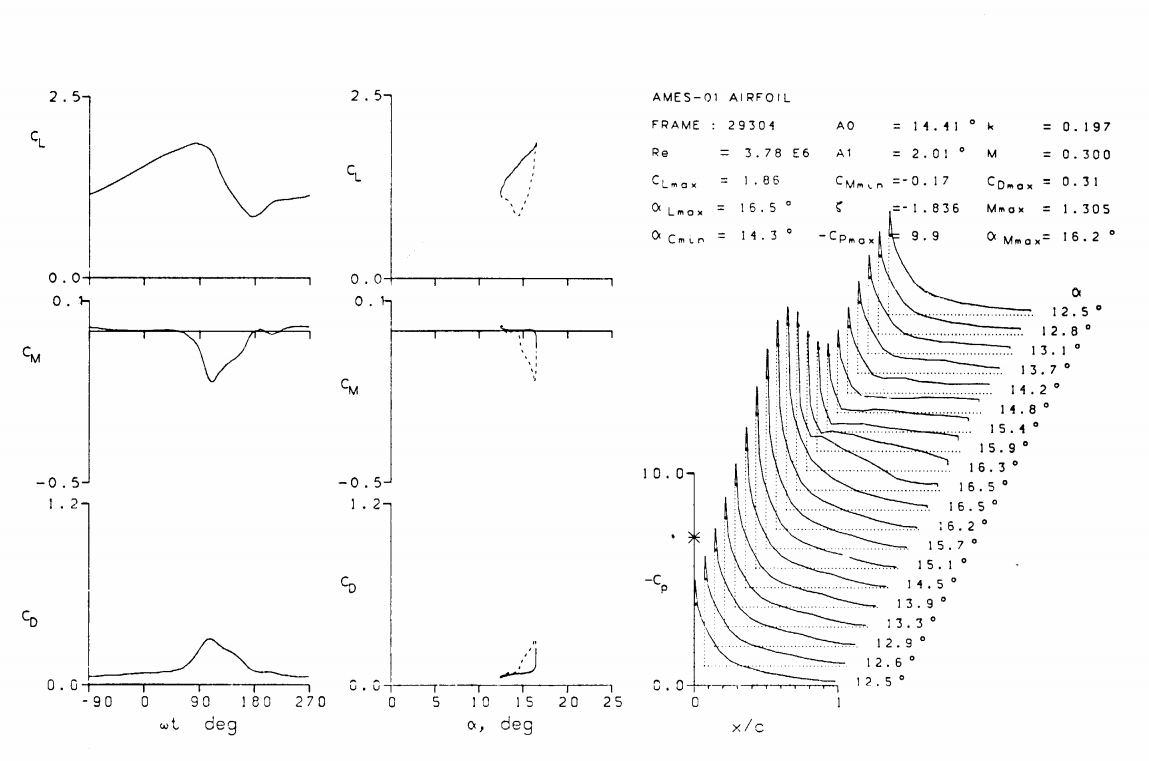 AMES-01 AIRFOIL
FRAME : 29304 A0 = 14.41 ° k = 0.197
Re = 3.78 E6 A1 = 2.01 ° M = 0.300
CLmax = 1.86 CMmin =-0.17 CDmax = 0.31
αLmax = 16.5 ° ζ =-1.836 Mmax = 1.305
αCmin = 14.3 ° -CPmax = 9.9 αMmax= 16.2 °
2.5
CL
0.0
2.5
CL
0.0
0.1
CM
-0.5
0.1
CM
-0.5
1.2
CD
0.0
-90 0 90 180 270
ωt deg
1.2
CD
0.0
0 5 10 15 20 25
α, deg
α
12.5 °
12.8 °
13.1 °
13.7 °
14.2 °
14.8 °
15.4 °
15.9 °
16.3 °
16.5 °
16.5 °
16.2 °
15.7 °
15.1 °
14.5 °
13.9 °
13.3 °
12.9 °
12.6 °
12.5 °
10.0
-Cp
0.0
0 1
x/c